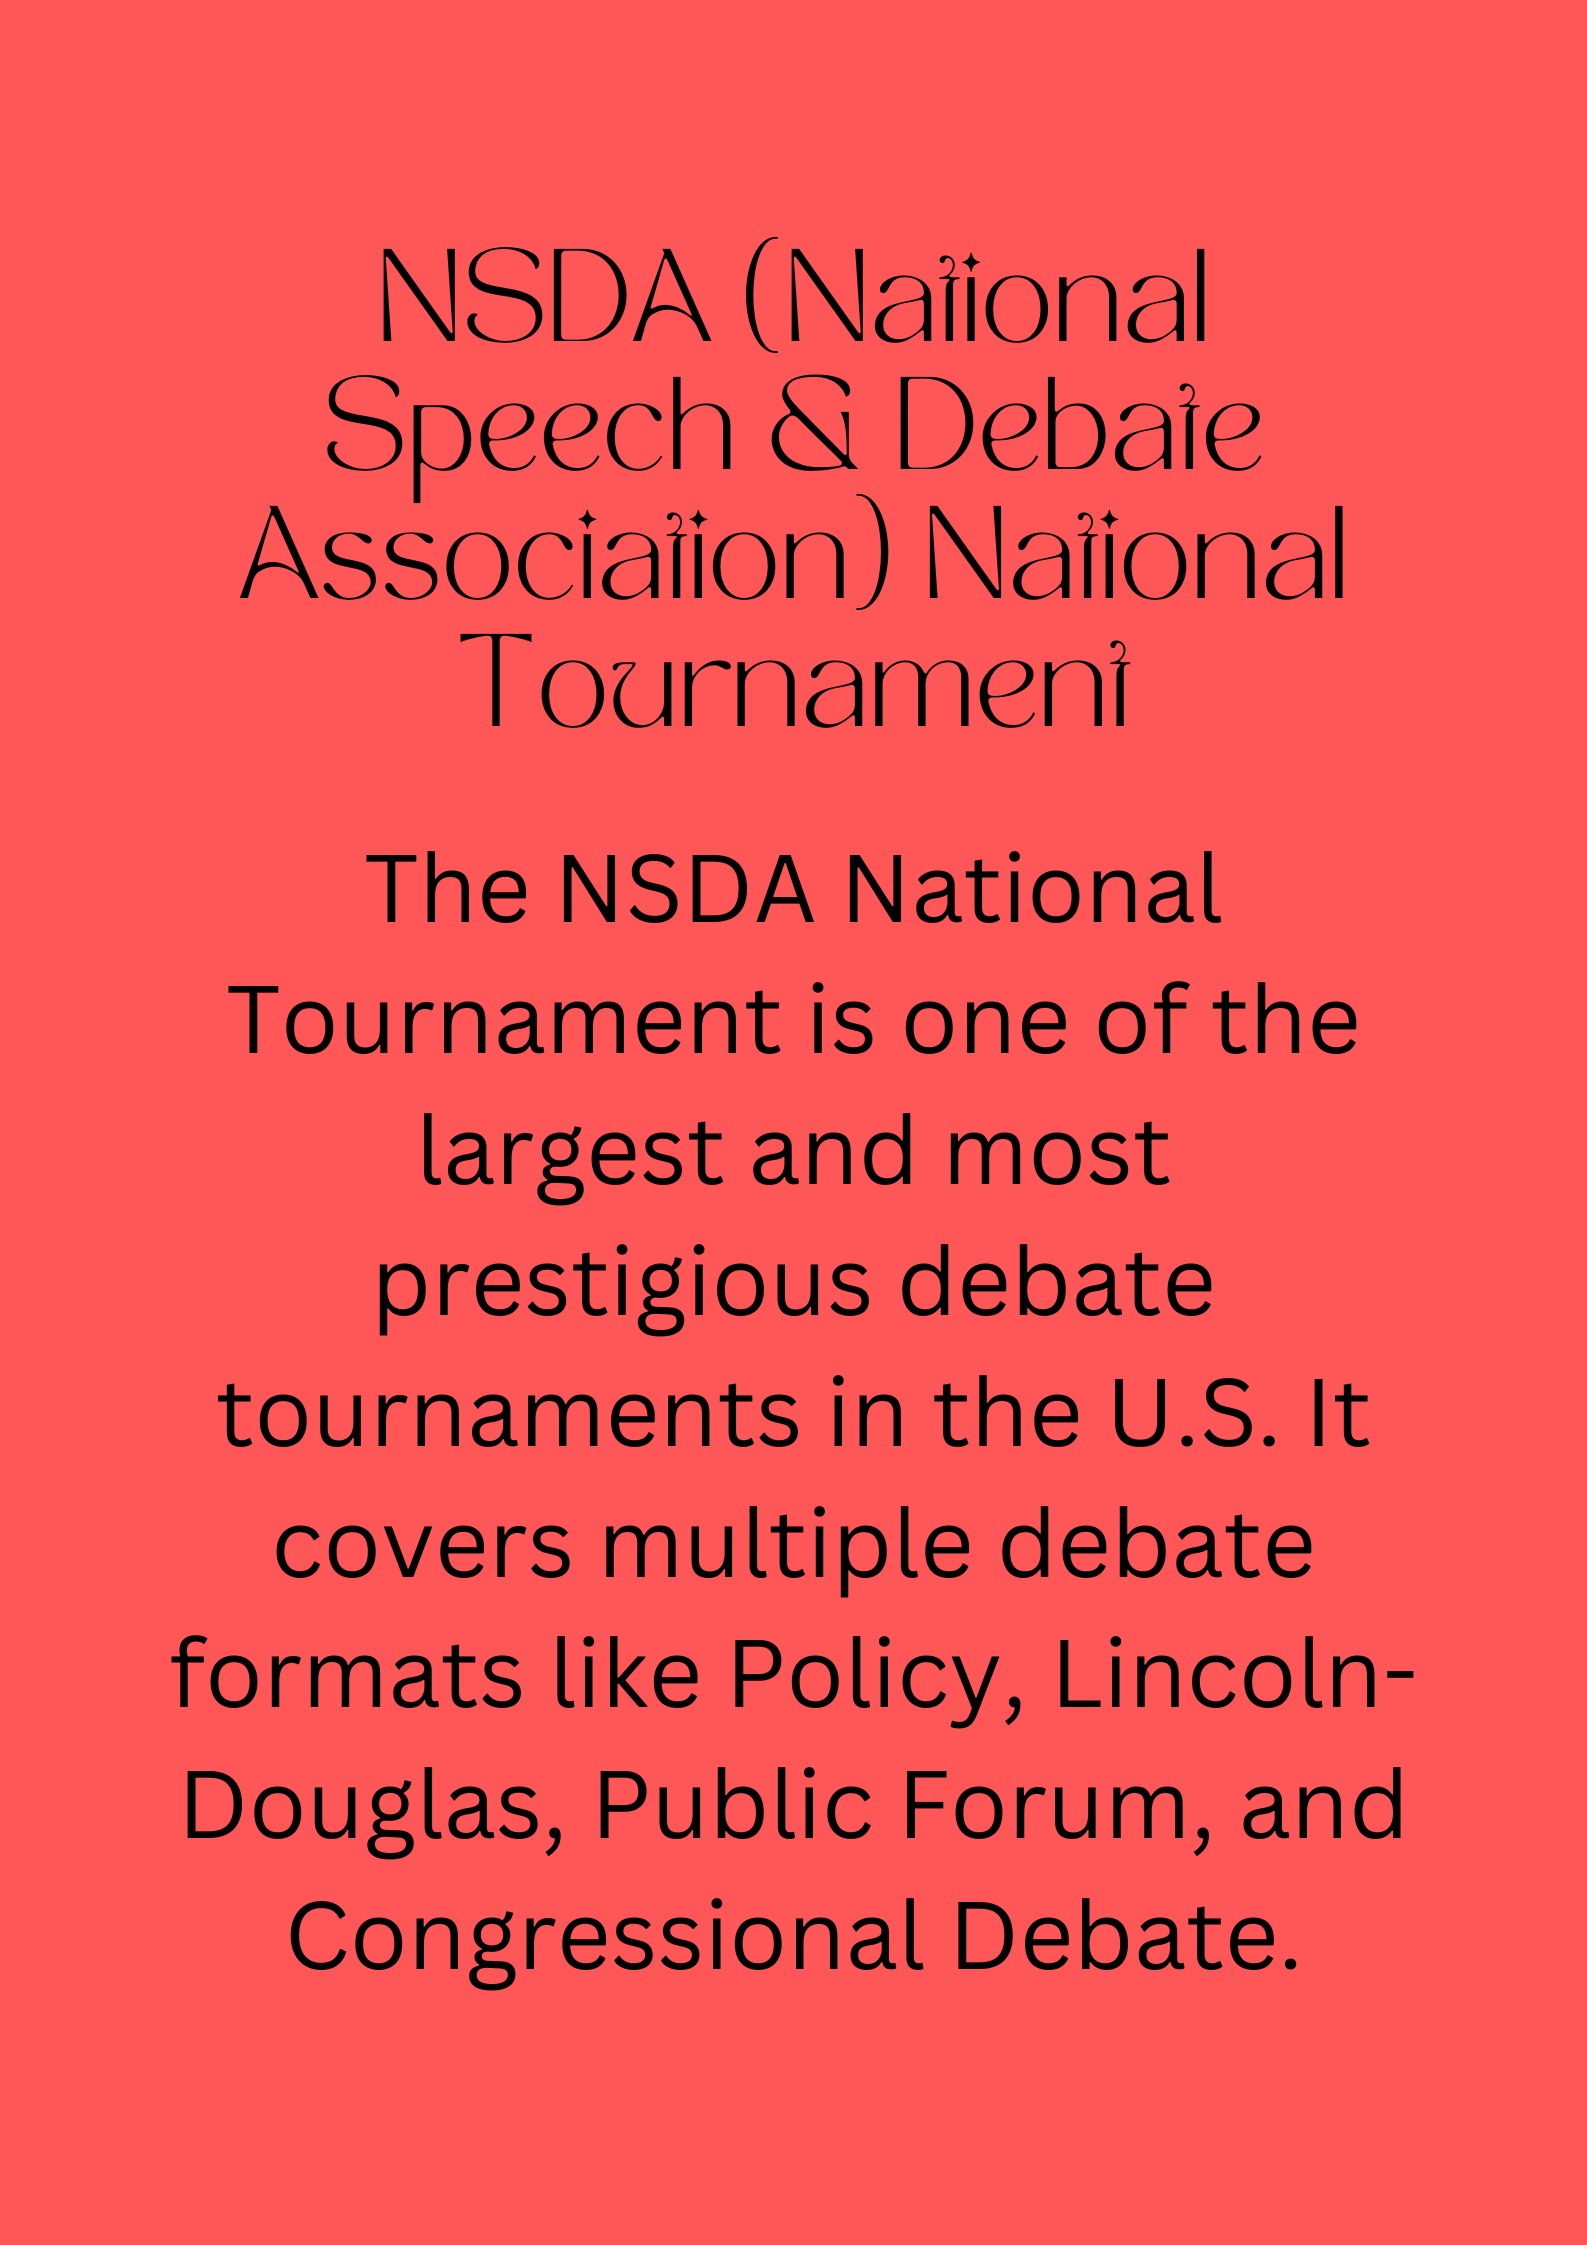 NSDA (National
Speech & Debate
Association) National
Tournament
The NSDA National
Tournament is one of the
largest and most
prestigious debate
tournaments in the U.S. It
covers multiple debate
formats like Policy, Lincoln-
Douglas, Public Forum, and
Congressional Debate.